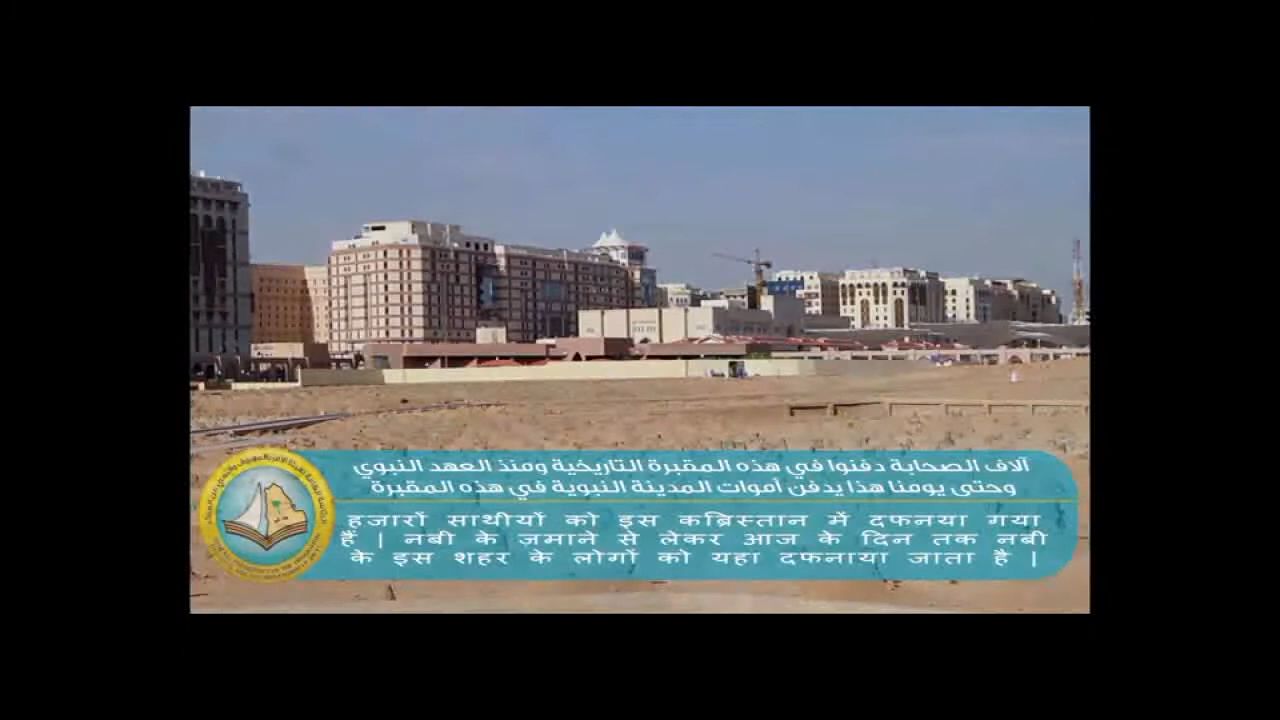 آلاف الصحابة دفنوا في هذه المقبرة التاريخية ومنذ العهد النبوي
وحتى يومنا هذا يدفن أموات المدينة النبوية في هذه المقبرة
हजारों साथीयों को इस कब्रिस्तान में दफनया गया
हैं | नबी के ज़माने से लेकर आज के दिन तक नबी
के इस शहर के लोगों को यहा दफनाया जाता है |